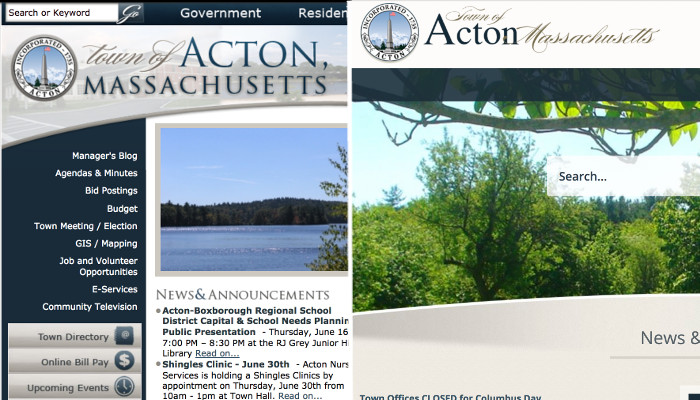 Search or Keyword
Go
Government
Residen
INCORPORATED - 1735
ACTON
town of ACTON,
MASSACHUSETTS
Manager's Blog
Agendas & Minutes
Bid Postings
Budget
Town Meeting / Election
GIS / Mapping
Job and Volunteer
Opportunities
E-Services
Community Television
Town Directory
Online Bill Pay
Upcoming Events
NEWS & ANNOUNCEMENTS
Acton-Boxborough Regional School
District Capital & School Needs Plannin
Public Presentation - Thursday, June 16
7:00 PM – 8:30 PM at the RJ Grey Junior H
Library Read on...
Shingles Clinic - June 30th - Acton Nurs
Services is holding a Shingles Clinics by
appointment on Thursday, June 30th from
10am - 1pm at Town Hall. Read on...
INCORPORATED - 1735
ACTON
Town of
Acton Massachusetts
Search...
News &
Town Offices CLOSED for Columbus Day